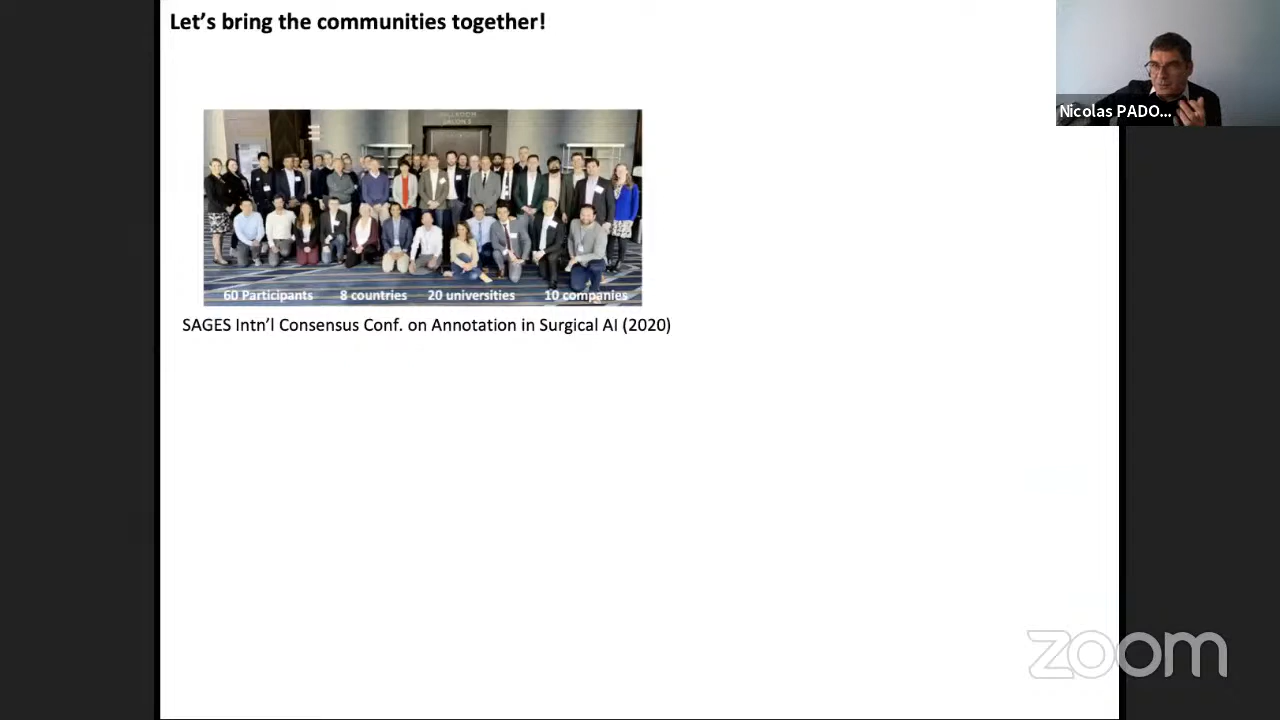 Let's bring the communities together!
Nicolas PADO...
60 Participants 8 countries 20 universities 10 companies
SAGES Intn'l Consensus Conf. on Annotation in Surgical AI (2020)
zoom